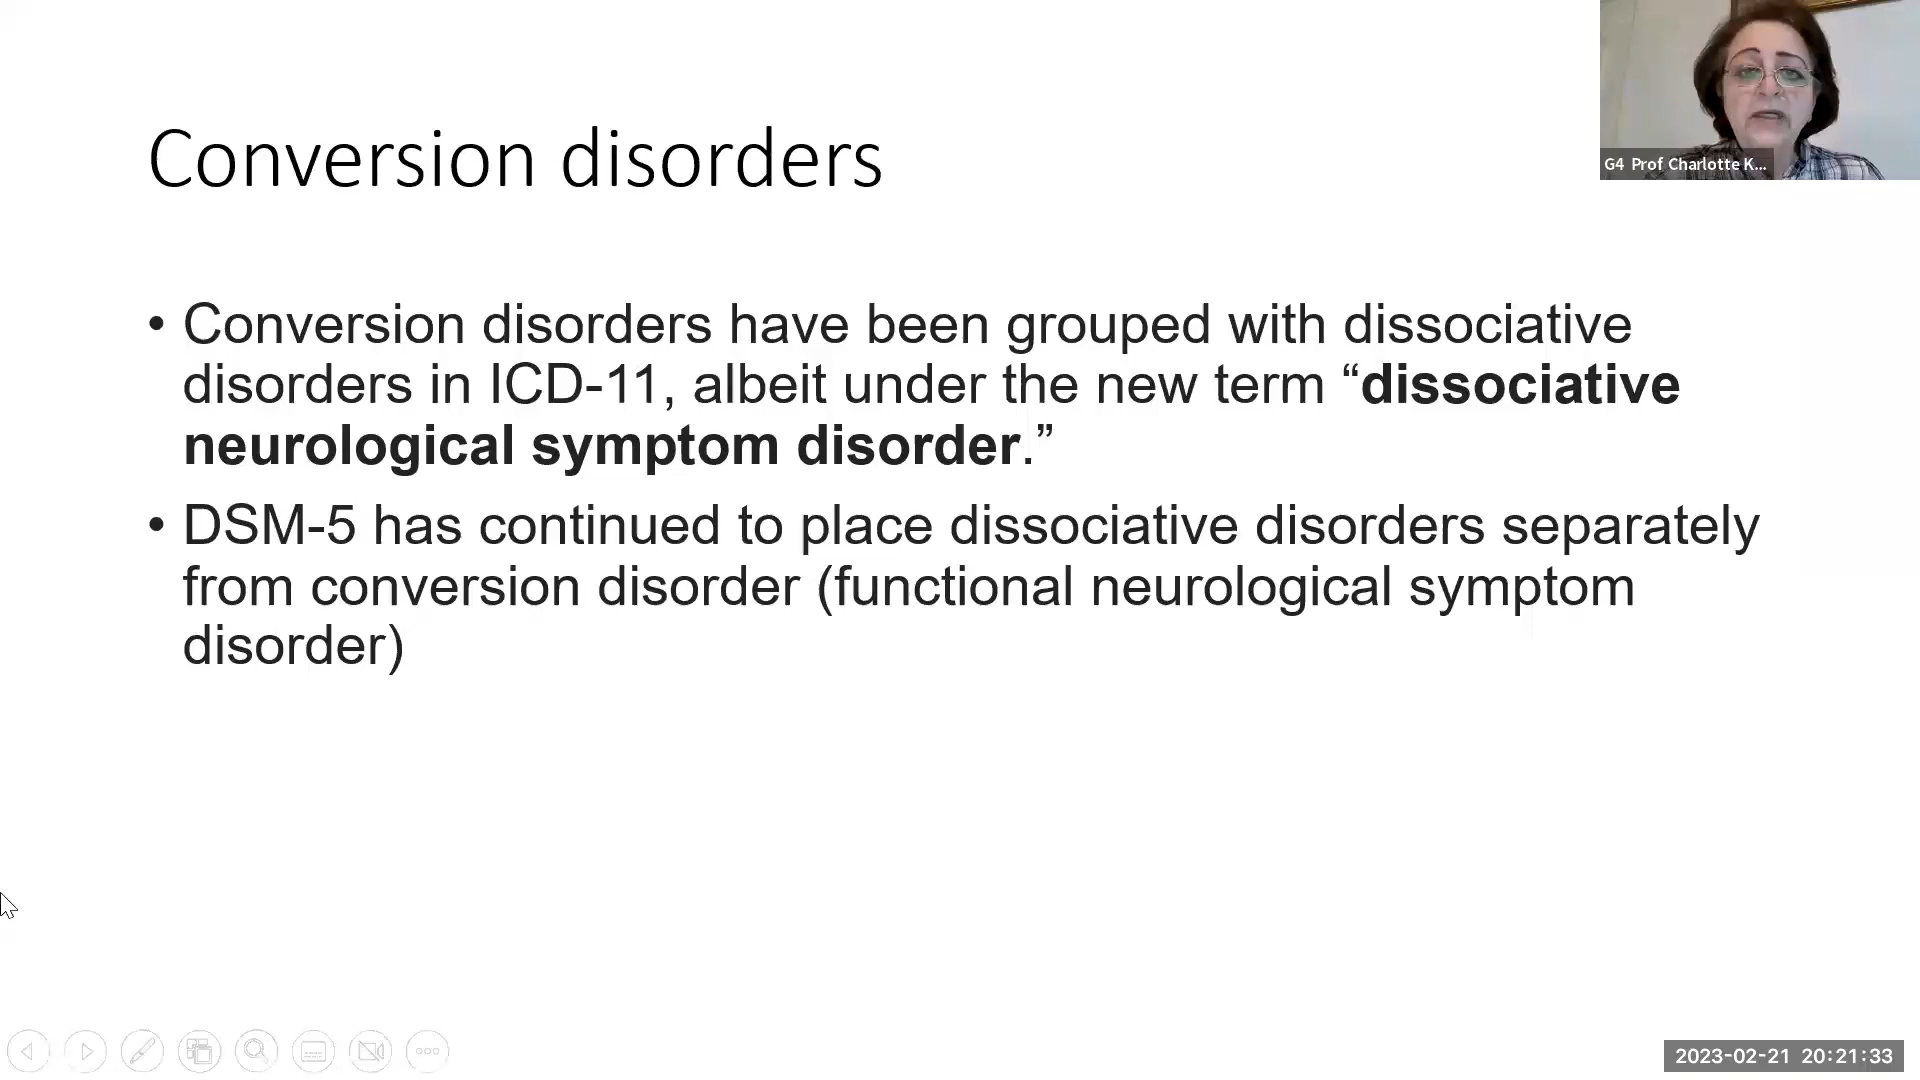 G4 Prof Charlotte K...
Conversion disorders
• Conversion disorders have been grouped with dissociative
disorders in ICD-11, albeit under the new term “dissociative
neurological symptom disorder.”
• DSM-5 has continued to place dissociative disorders separately
from conversion disorder (functional neurological symptom
disorder)
2023-02-21 20:21:33